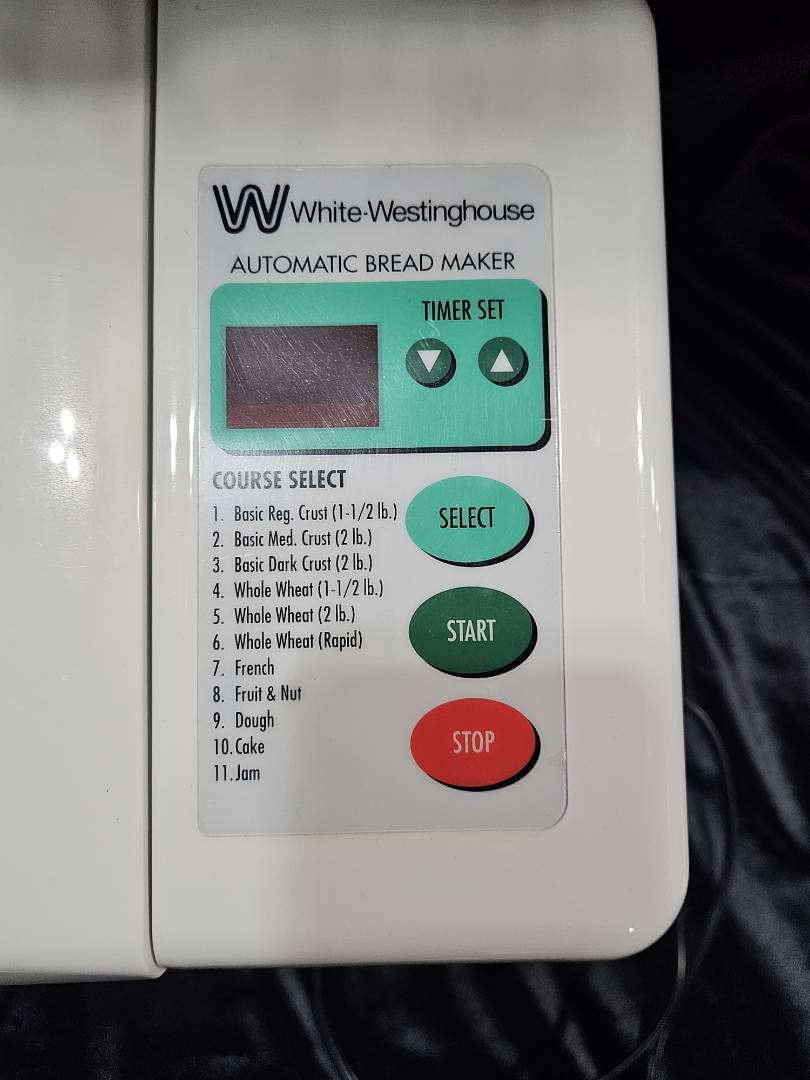 W White-Westinghouse
AUTOMATIC BREAD MAKER
TIMER SET
COURSE SELECT
1. Basic Reg. Crust (1-1/2 lb.)
2. Basic Med. Crust (2 lb.)
3. Basic Dark Crust (2 lb.)
4. Whole Wheat (1-1/2 lb.)
5. Whole Wheat (2 lb.)
6. Whole Wheat (Rapid)
7. French
8. Fruit & Nut
9. Dough
10. Cake
11. Jam
SELECT
START
STOP